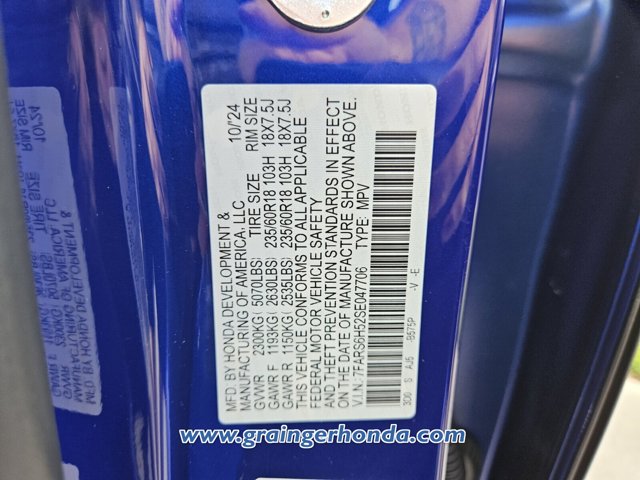 MFD. BY HONDA DEVELOPMENT & 10/24
MANUFACTURING OF AMERICA, LLC
GVWR 2300KG (5070LBS) TIRE SIZE RIM SIZE
GAWR F 1193KG (2630LBS) 235/60R18 103H 18X7.5J
GAWR R 1150KG (2535LBS) 235/60R18 103H 18X7.5J
THIS VEHICLE CONFORMS TO ALL APPLICABLE
FEDERAL MOTOR VEHICLE SAFETY
AND THEFT PREVENTION STANDARDS IN EFFECT
ON THE DATE OF MANUFACTURE SHOWN ABOVE.
V.I.N.: 7FARS6H52SE047706 TYPE: MPV
3D6 S AJ5 -B575P -V -E
www.graingerhonda.com